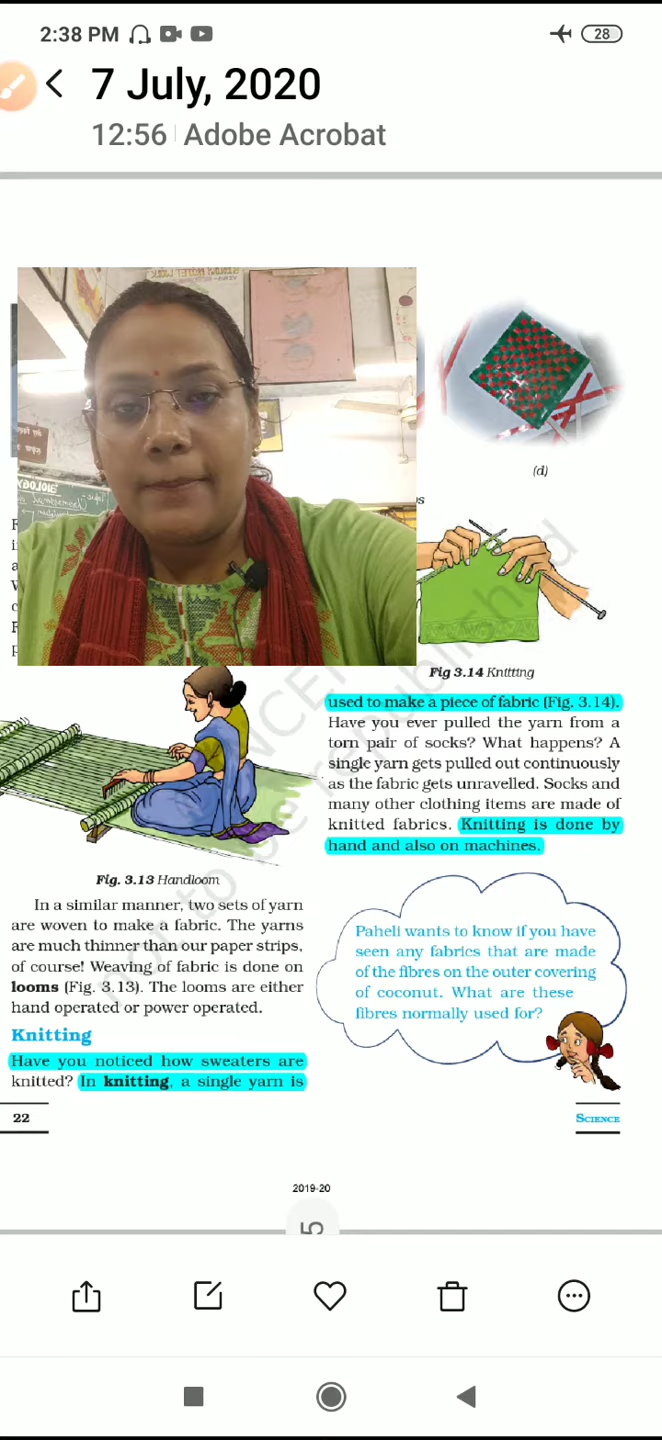 2:38 PM
28
7 July, 2020
12:56 Adobe Acrobat
BIOLOGY
(d)
Fig 3.14 Knitting
used to make a piece of fabric (Fig. 3.14).
Have you ever pulled the yarn from a
torn pair of socks? What happens? A
single yarn gets pulled out continuously
as the fabric gets unravelled. Socks and
many other clothing items are made of
knitted fabrics. Knitting is done by
hand and also on machines.
Fig. 3.13 Handloom
In a similar manner, two sets of yarn
are woven to make a fabric. The yarns
are much thinner than our paper strips,
of course! Weaving of fabric is done on
looms (Fig. 3.13). The looms are either
hand operated or power operated.
Knitting
Have you noticed how sweaters are
knitted? In knitting, a single yarn is
Paheli wants to know if you have
seen any fabrics that are made
of the fibres on the outer covering
of coconut. What are these
fibres normally used for?
22
SCIENCE
2019-20
5
not to be republished